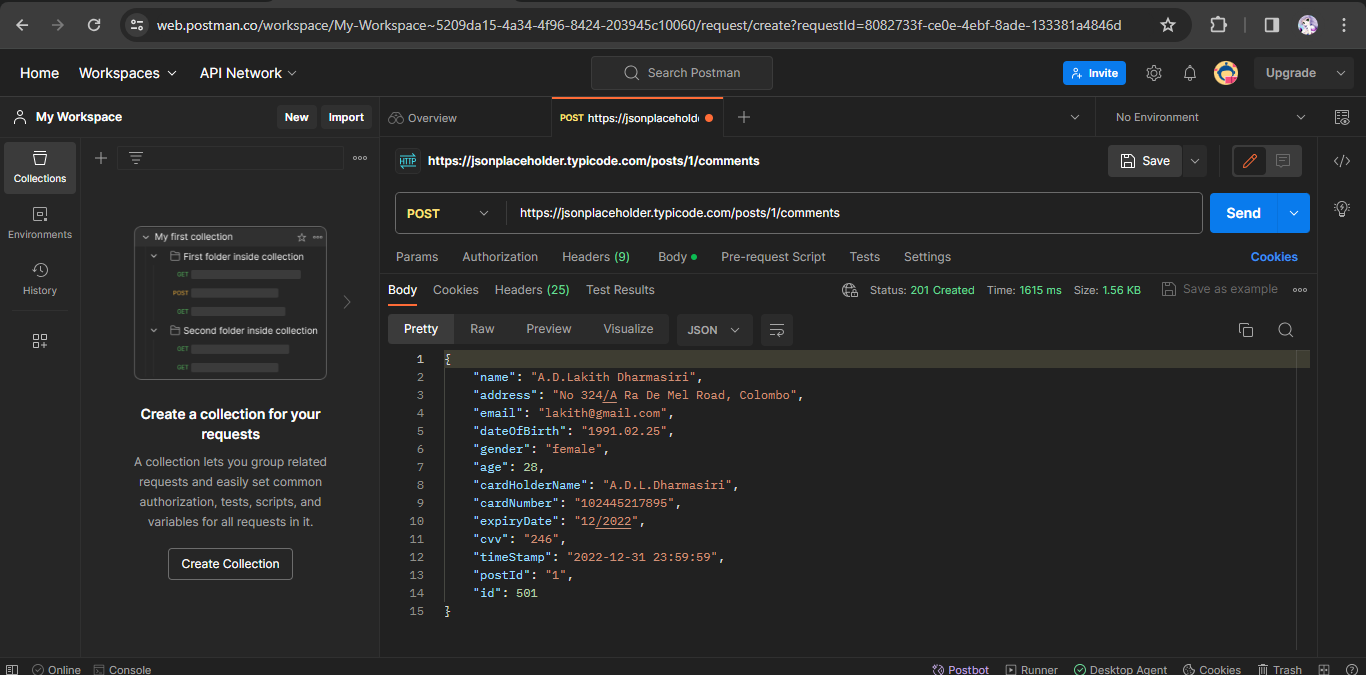 web.postman.co/workspace/My-Workspace~5209da15-4a34-4f96-8424-203945c10060/request/create?requestId=8082733f-ce0e-4ebf-8ade-133381a4846d
Home Workspaces API Network Search Postman Invite Upgrade
My Workspace New Import Overview POST https://jsonplacehold No Environment
Collections
Environments
History
My first collection
First folder inside collection
GET
POST
GET
Second folder inside collection
GET
GET
Create a collection for your
requests
A collection lets you group related
requests and easily set common
authorization, tests, scripts, and
variables for all requests in it.
Create Collection
HTTP https://jsonplaceholder.typicode.com/posts/1/comments Save
POST https://jsonplaceholder.typicode.com/posts/1/comments Send
Params Authorization Headers (9) Body Pre-request Script Tests Settings Cookies
Body Cookies Headers (25) Test Results Status: 201 Created Time: 1615 ms Size: 1.56 KB Save as example
Pretty Raw Preview Visualize JSON
1 {
2 "name": "A.D.Lakith Dharmasiri",
3 "address": "No 324/A Ra De Mel Road, Colombo",
4 "email": "lakith@gmail.com",
5 "dateOfBirth": "1991.02.25",
6 "gender": "female",
7 "age": 28,
8 "cardHolderName": "A.D.L.Dharmasiri",
9 "cardNumber": "102445217895",
10 "expiryDate": "12/2022",
11 "cvv": "246",
12 "timeStamp": "2022-12-31 23:59:59",
13 "postId": "1",
14 "id": 501
15 }
Online Console Postbot Runner Desktop Agent Cookies Trash